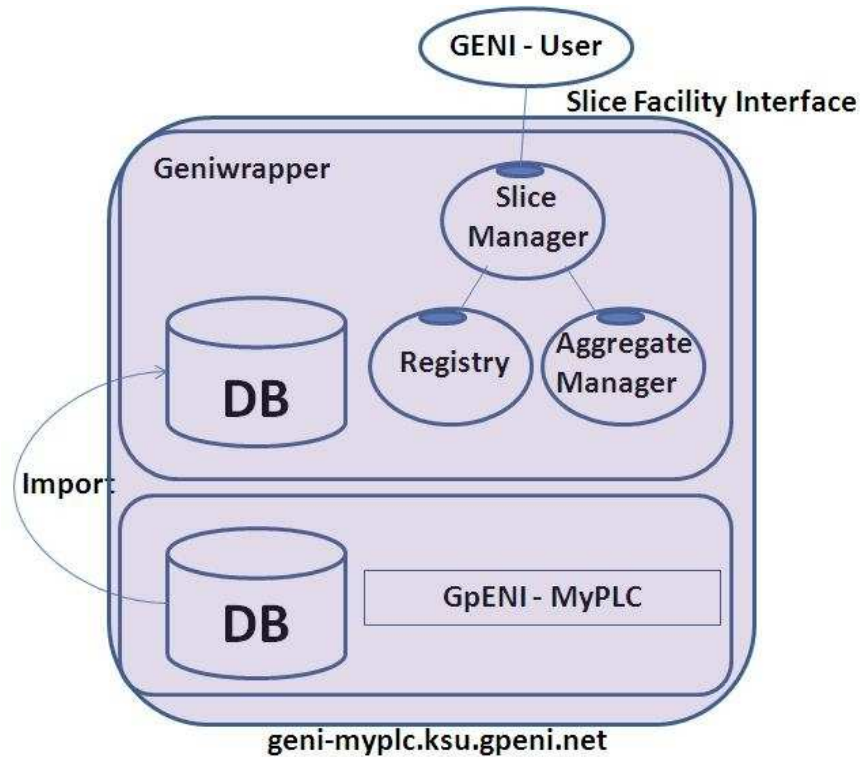 GENI - User
Slice Facility Interface
Geniwrapper
Slice
Manager
Registry
Aggregate
Manager
DB
Import
DB
GpENI - MyPLC
geni-myplc.ksu.gpeni.net